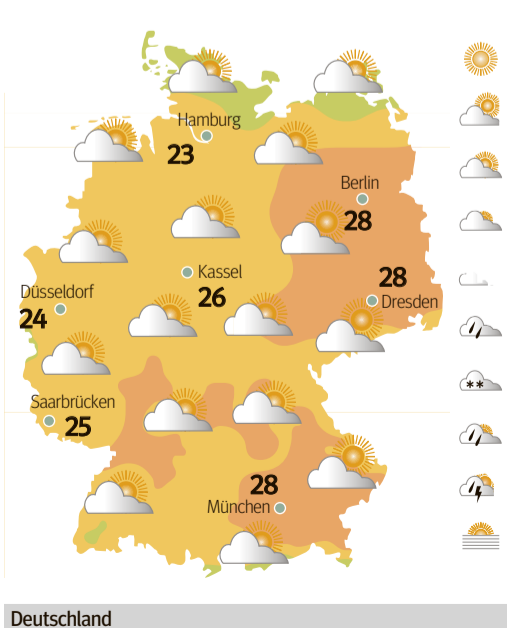 Hamburg
23
Berlin
28
Kassel
26
28
Dresden
Düsseldorf
24
Saarbrücken
25
28
München
Deutschland